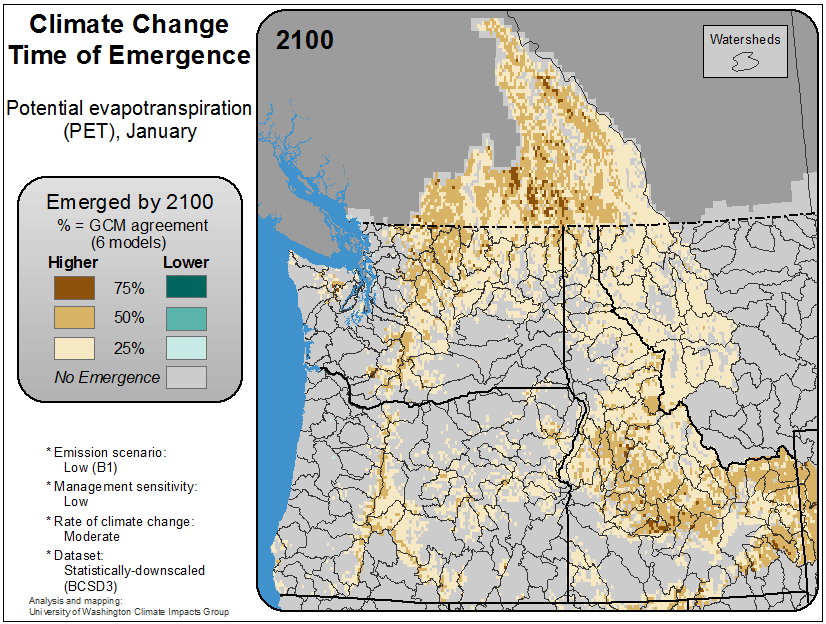 Climate Change
Time of Emergence
Potential evapotranspiration
(PET), January
Emerged by 2100
% = GCM agreement
(6 models)
Higher Lower
75%
50%
25%
No Emergence
* Emission scenario:
Low (B1)
* Management sensitivity:
Low
* Rate of climate change:
Moderate
* Dataset:
Statistically-downscaled
(BCSD3)
Analysis and mapping:
University of Washington Climate Impacts Group
2100
Watersheds